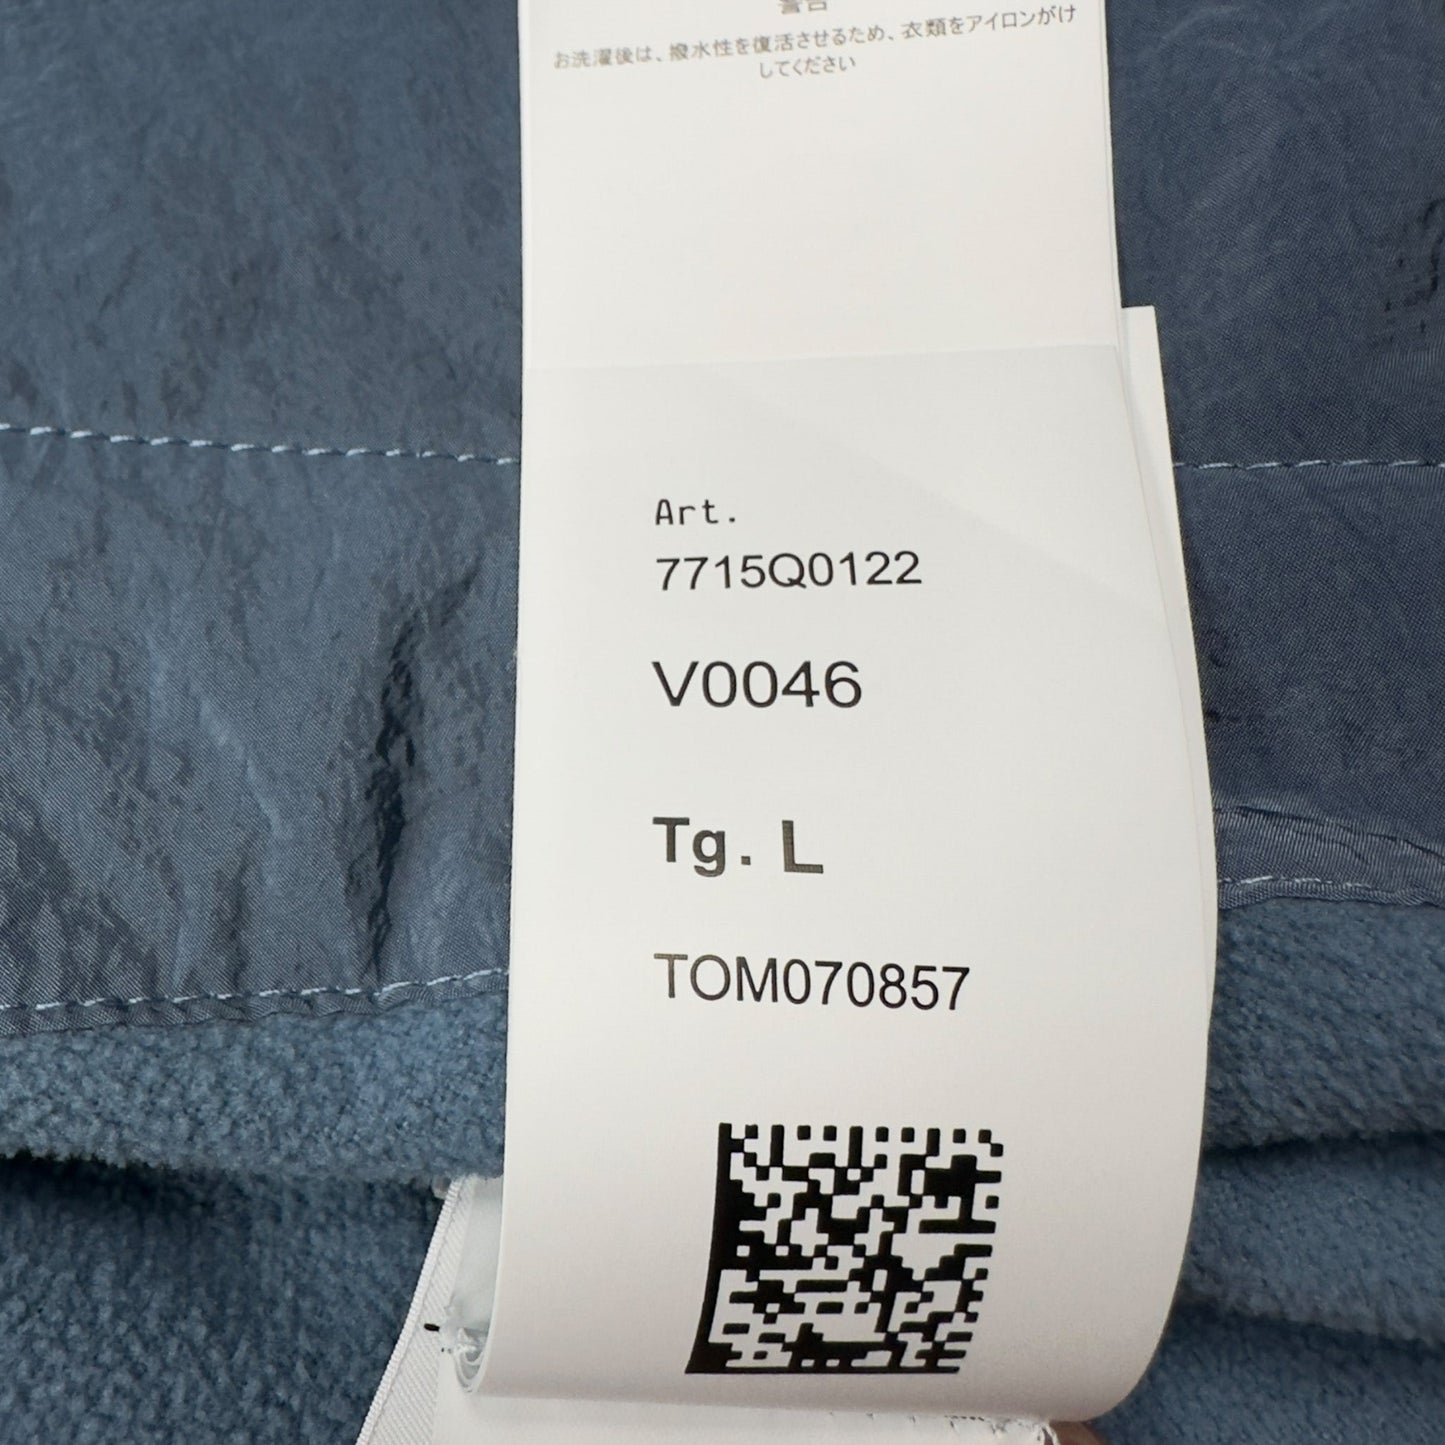 警告
お洗濯後は、撥水性を復活させるため、衣類をアイロンがけ
してください
Art.
7715Q0122
V0046
Tg. L
TOM070857